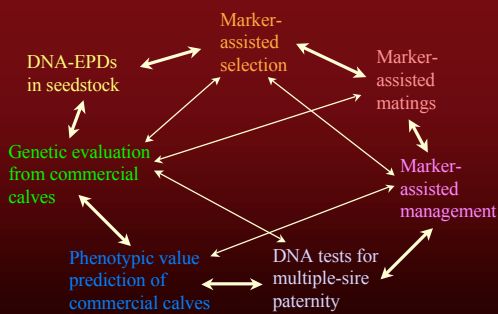 Marker-
assisted
selection
DNA-EPDs
in seedstock
Marker-
assisted
matings
Genetic evaluation
from commercial
calves
Marker-
assisted
management
Phenotypic value
prediction of
commercial calves
DNA tests for
multiple-sire
paternity